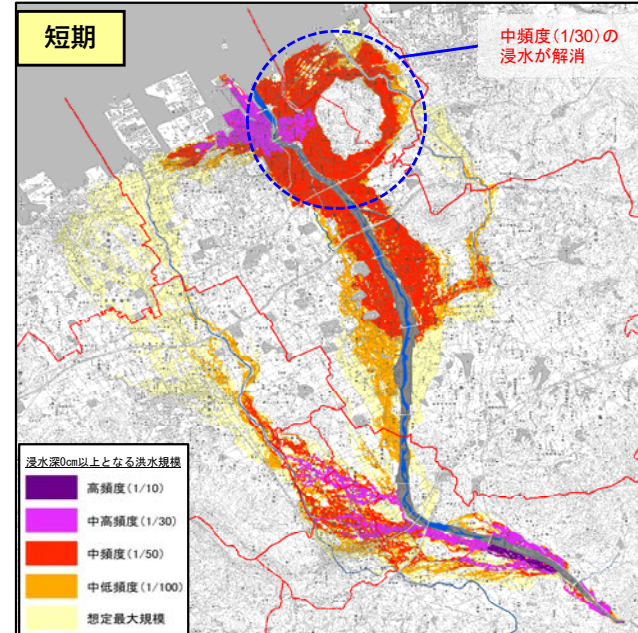 短期
中頻度(1/30)の
浸水が解消
浸水深0cm以上となる洪水規模
高頻度(1/10)
中高頻度(1/30)
中頻度(1/50)
中低頻度(1/100)
想定最大規模